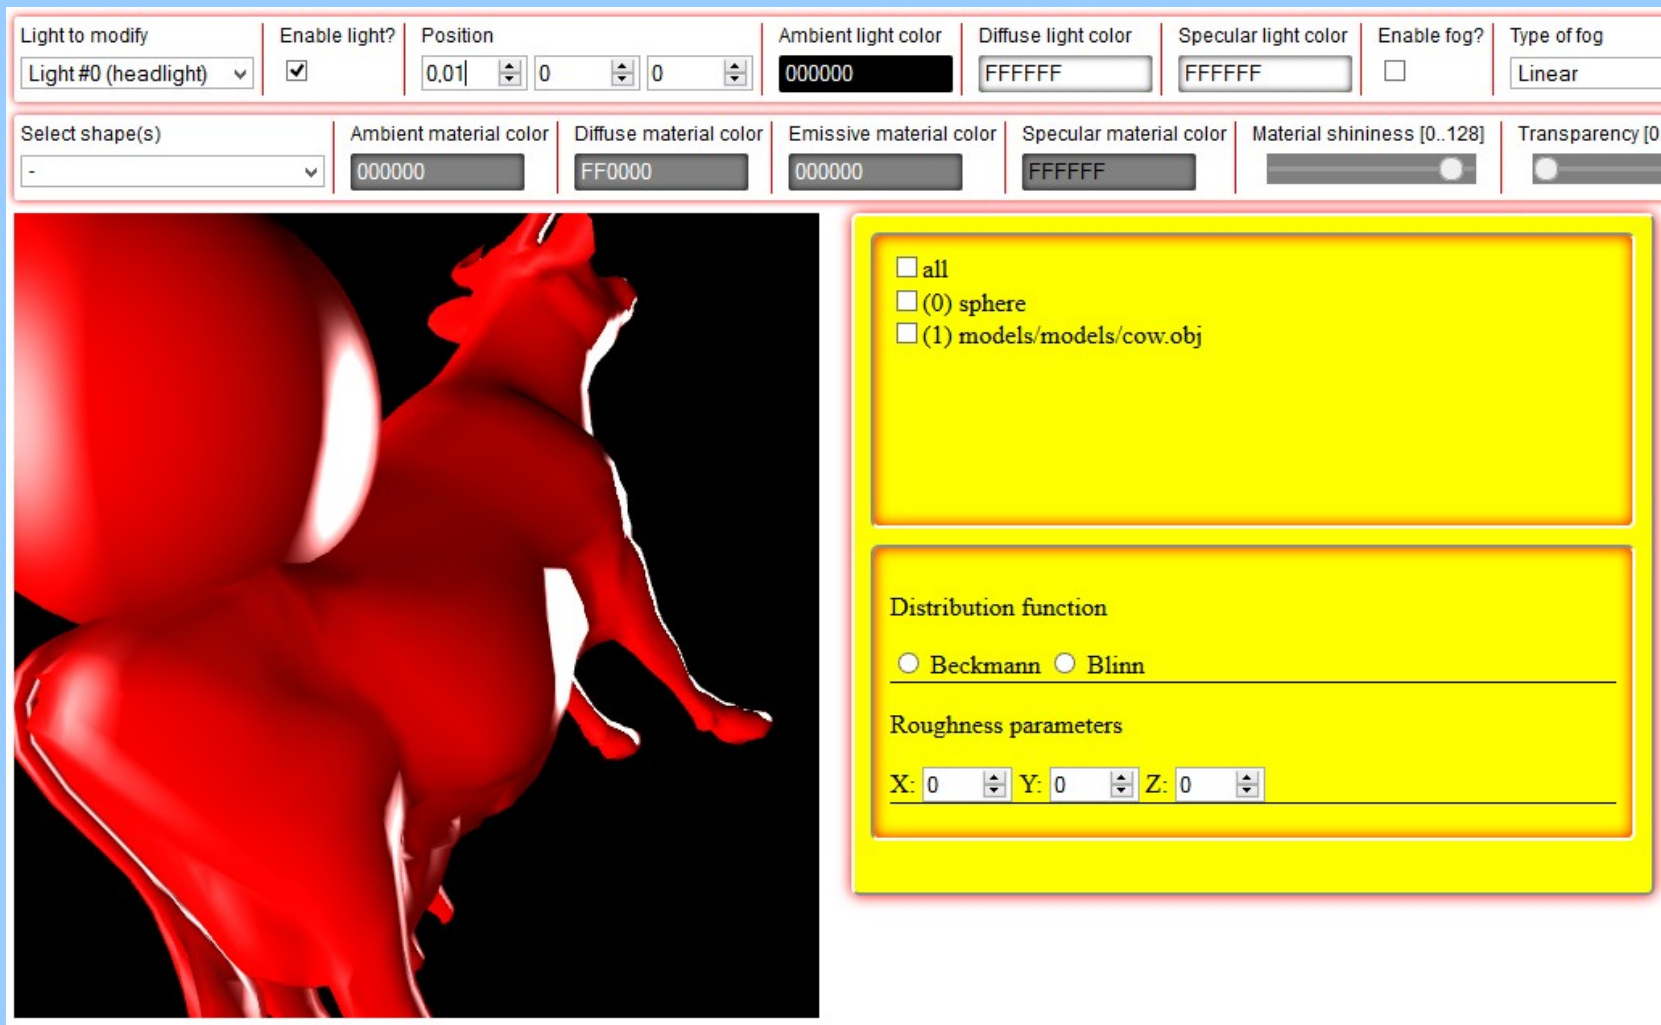 Light to modify Enable light? Position Ambient light color Diffuse light color Specular light color Enable fog? Type of fog
Light #0 (headlight) 0,01 0 0 000000 FFFFFF FFFFFF Linear
Select shape(s) Ambient material color Diffuse material color Emissive material color Specular material color Material shininess [0..128] Transparency [0
- 000000 FF0000 000000 FFFFFF
all
(0) sphere
(1) models/models/cow.obj
Distribution function
Beckmann Blinn
Roughness parameters
X: 0 Y: 0 Z: 0